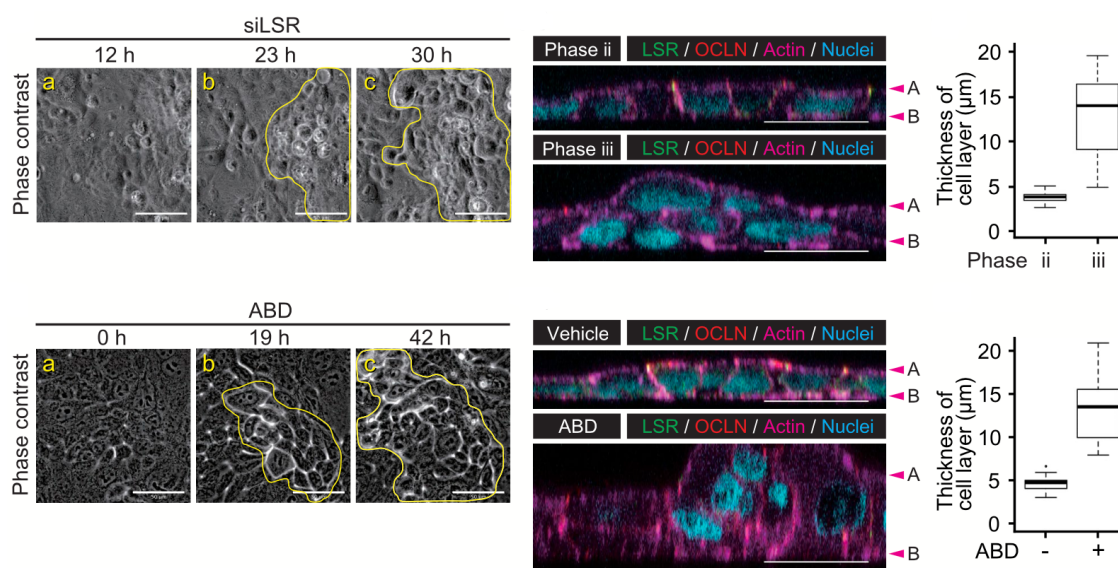 siLSR
12 h 23 h 30 h
Phase contrast
a b c
Phase ii LSR / OCLN / Actin / Nuclei
A
B
Phase iii LSR / OCLN / Actin / Nuclei
A
B
Thickness of
cell layer (µm)
20
15
10
5
0
Phase ii iii
ABD
0 h 19 h 42 h
Phase contrast
a b c
Vehicle LSR / OCLN / Actin / Nuclei
A
B
ABD LSR / OCLN / Actin / Nuclei
A
B
Thickness of
cell layer (µm)
20
15
10
5
0
ABD - +